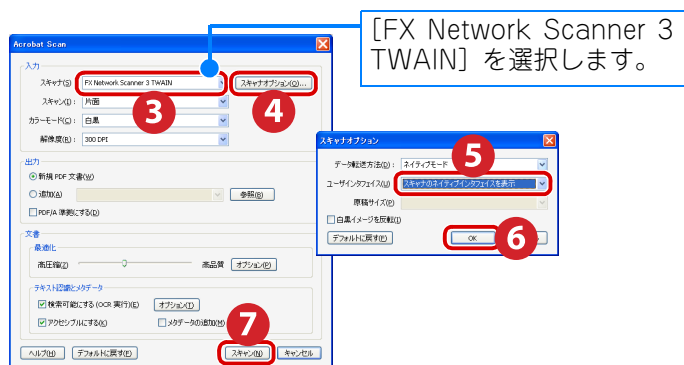 [FX Network Scanner 3
TWAIN] を選択します。
Acrobat Scan
入力
スキャナ(S): FX Network Scanner 3 TWAIN スキャナオプション(O)...
3
4
スキャン(I): 片面
カラーモード(C): 白黒
解像度(R): 300 DPI
出力
新規 PDF 文書(W)
追加(A) 参照(B)
PDF/A 準拠にする(D)
文書
最適化
高圧縮(Z) 高品質 オプション(P)
テキスト認識とメタデータ
検索可能にする (OCR 実行)(E) オプション(T)
アクセシブルにする(K) メタデータの追加(M)
7
ヘルプ(H) デフォルトに戻す(F) スキャン(N) キャンセル
スキャナオプション
データ転送方法(D): ネイティブモード
5
ユーザインタフェイス(U) スキャナのネイティブインタフェイスを表示
原稿サイズ(P)
白黒イメージを反転(I)
デフォルトに戻す(F) OK
6